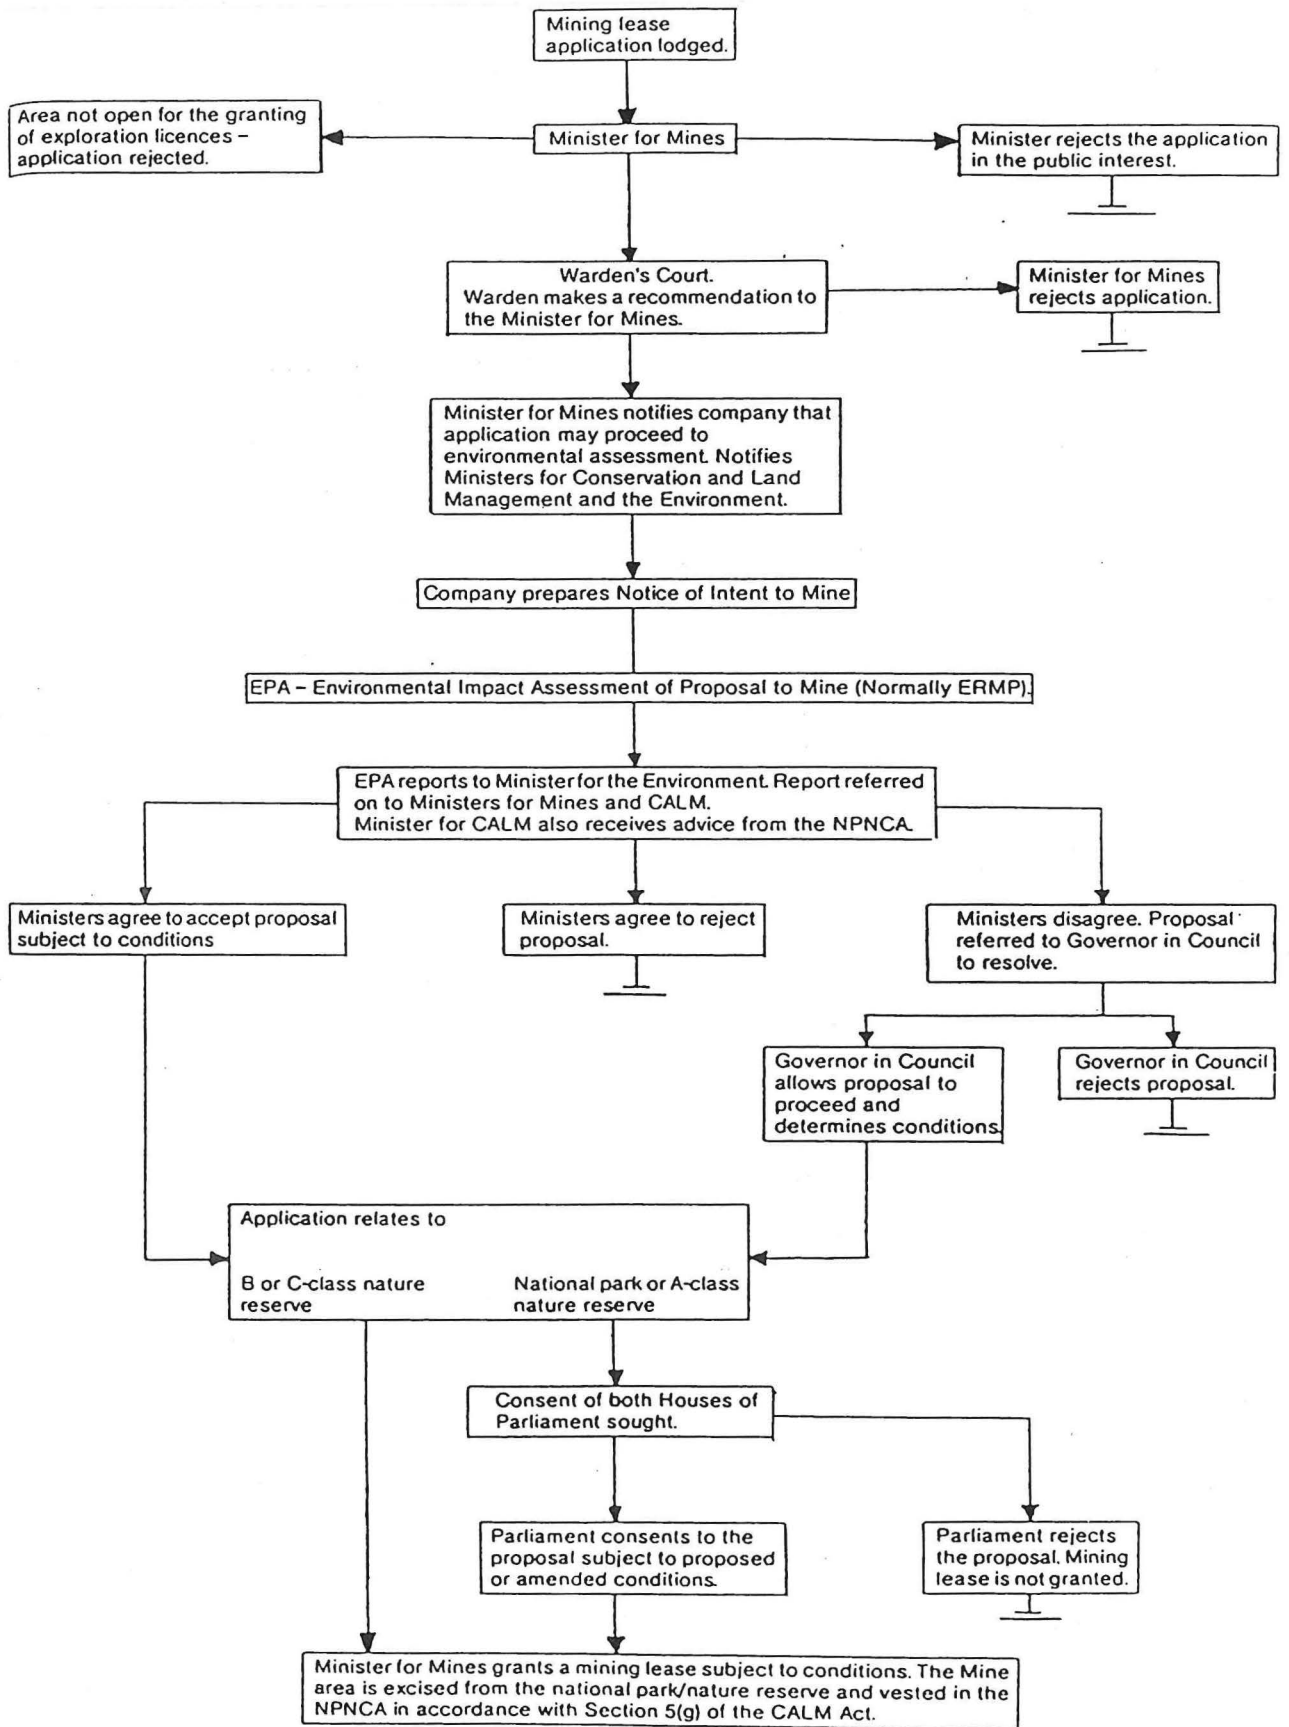 Mining lease
application lodged.
Area not open for the granting
of exploration licences –
application rejected.
Minister for Mines
Minister rejects the application
in the public interest.
Warden's Court.
Warden makes a recommendation to
the Minister for Mines.
Minister for Mines
rejects application.
Minister for Mines notifies company that
application may proceed to
environmental assessment. Notifies
Ministers for Conservation and Land
Management and the Environment.
Company prepares Notice of Intent to Mine
EPA – Environmental Impact Assessment of Proposal to Mine (Normally ERMP).
EPA reports to Minister for the Environment. Report referred
on to Ministers for Mines and CALM.
Minister for CALM also receives advice from the NPNCA.
Ministers agree to accept proposal
subject to conditions
Ministers agree to reject
proposal.
Ministers disagree. Proposal
referred to Governor in Council
to resolve.
Governor in Council
allows proposal to
proceed and
determines conditions.
Governor in Council
rejects proposal.
Application relates to
B or C-class nature
reserve
National park or A-class
nature reserve
Consent of both Houses of
Parliament sought.
Parliament consents to the
proposal subject to proposed
or amended conditions.
Parliament rejects
the proposal. Mining
lease is not granted.
Minister for Mines grants a mining lease subject to conditions. The Mine
area is excised from the national park/nature reserve and vested in the
NPNCA in accordance with Section 5(g) of the CALM Act.